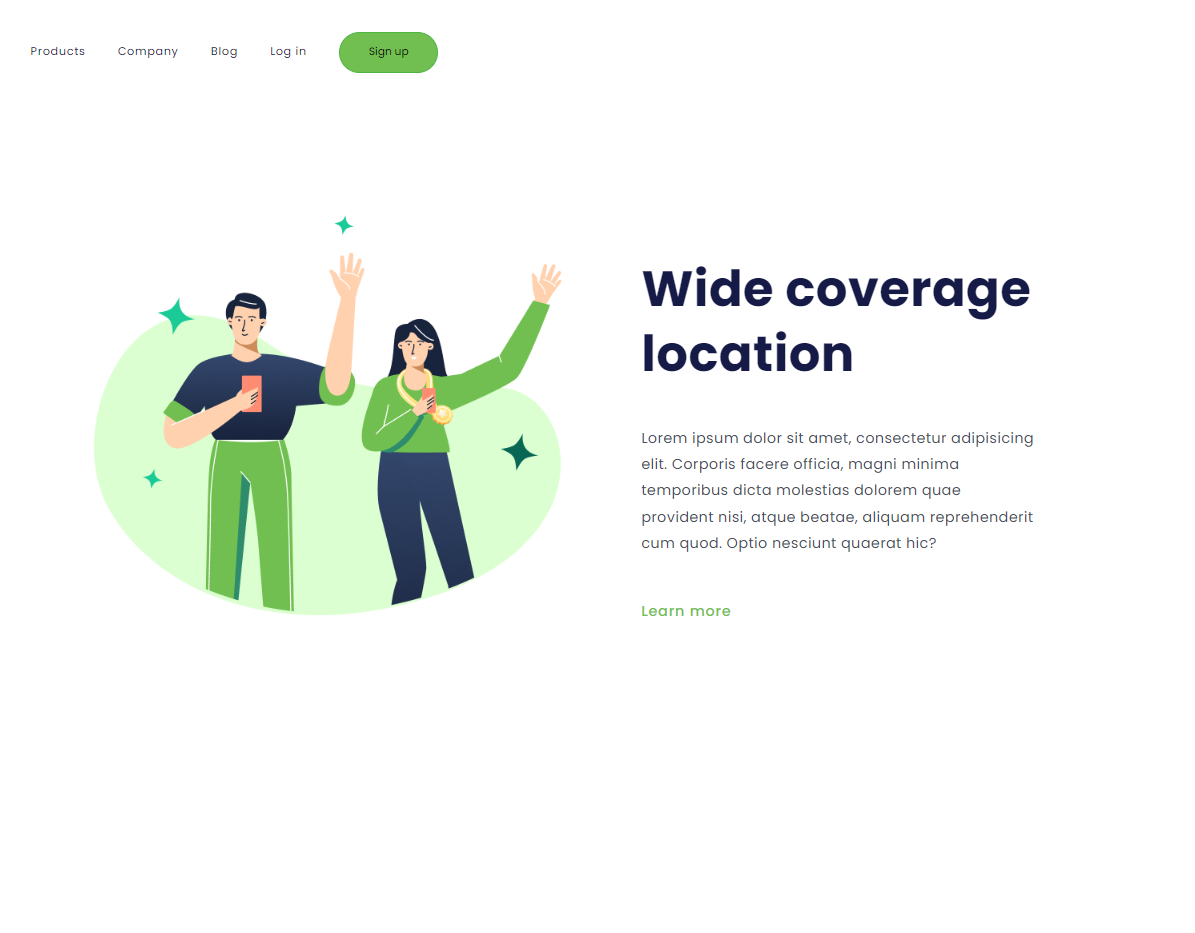 Products Company Blog Log in Sign up
Wide coverage
location
Lorem ipsum dolor sit amet, consectetur adipisicing
elit. Corporis facere officia, magni minima
temporibus dicta molestias dolorem quae
provident nisi, atque beatae, aliquam reprehenderit
cum quod. Optio nesciunt quaerat hic?
Learn more